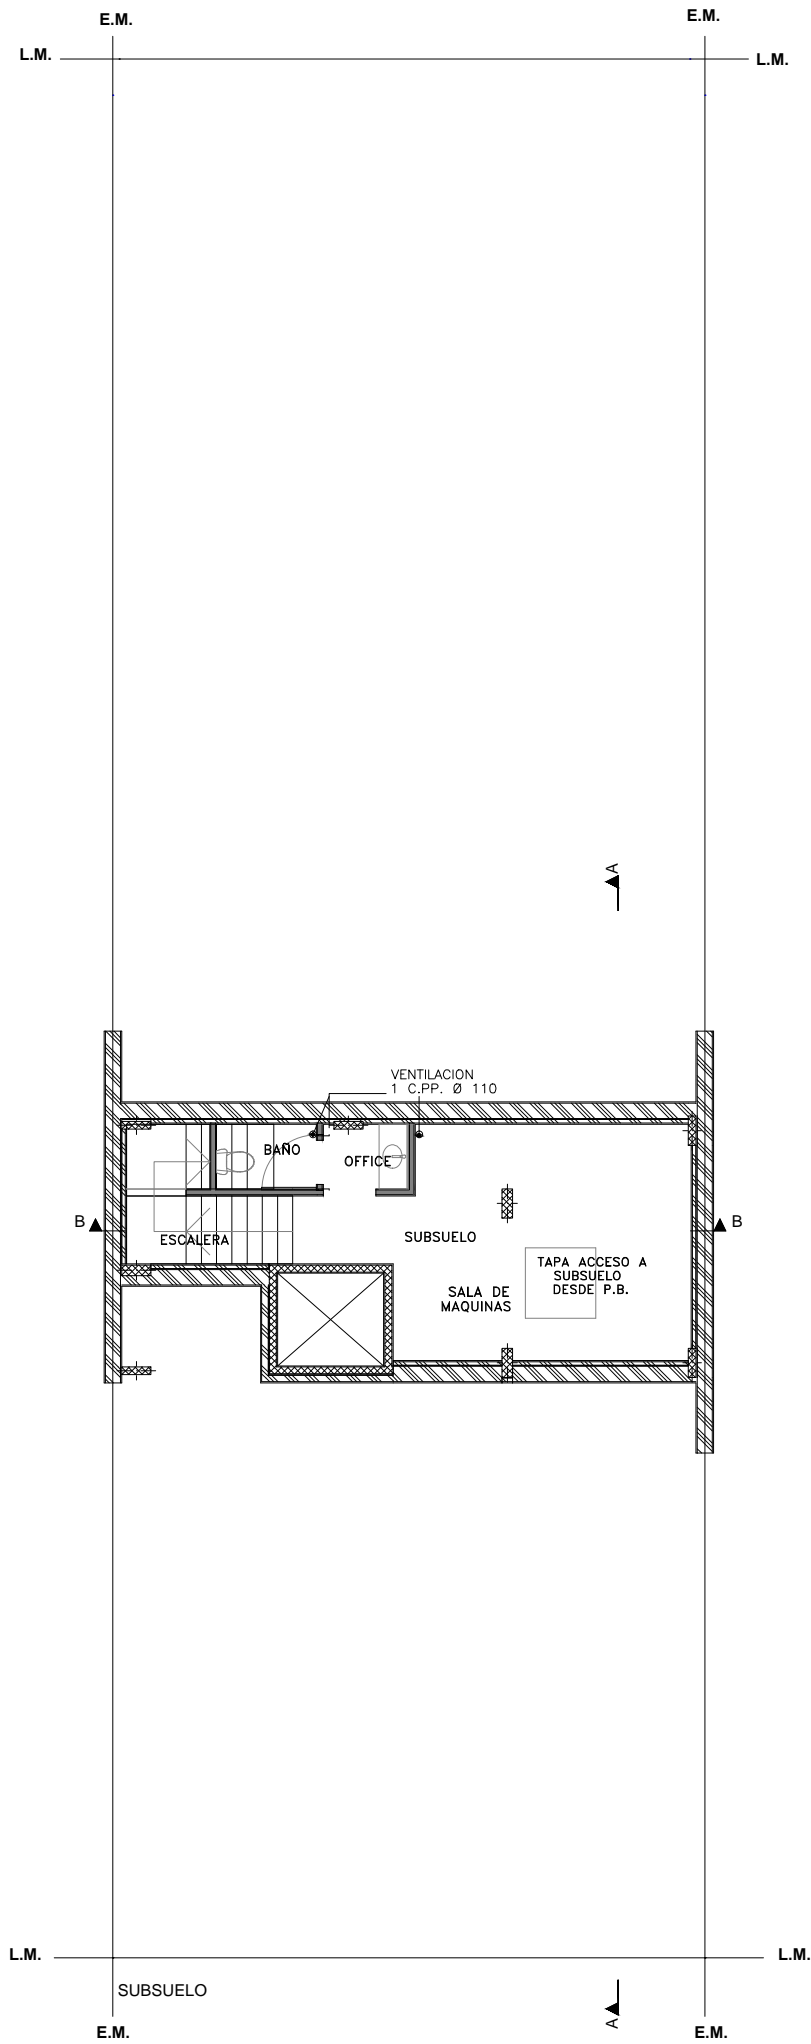 E.M.
E.M.
L.M.
L.M.
A
VENTILACION
1 C.PP. Ø 110
BAÑO
OFFICE
B
B
ESCALERA
SUBSUELO
TAPA ACCESO A
SUBSUELO
DESDE P.B.
SALA DE
MAQUINAS
L.M.
L.M.
SUBSUELO
A
E.M.
E.M.